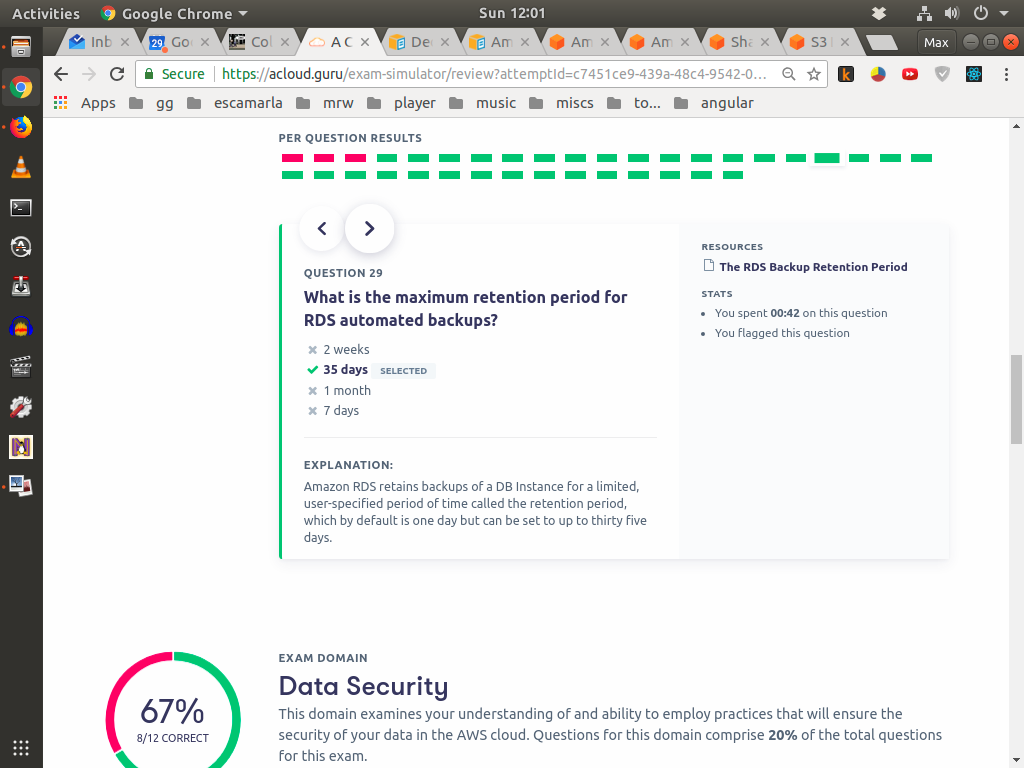 Activities
Google Chrome
Sun 12:01
Inb
29
Goo
Col
A C
Dec
Am
Am
Am
Sha
S3
Max
Secure
https://acloud.guru/exam-simulator/review?attemptId=c7451ce9-439a-48c4-9542-0...
Apps
gg
escamarla
mrw
player
music
miscs
to...
angular
PER QUESTION RESULTS
QUESTION 29
What is the maximum retention period for
RDS automated backups?
2 weeks
35 days SELECTED
1 month
7 days
EXPLANATION:
Amazon RDS retains backups of a DB Instance for a limited,
user-specified period of time called the retention period,
which by default is one day but can be set to up to thirty five
days.
RESOURCES
The RDS Backup Retention Period
STATS
You spent 00:42 on this question
You flagged this question
67%
8/12 CORRECT
EXAM DOMAIN
Data Security
This domain examines your understanding of and ability to employ practices that will ensure the
security of your data in the AWS cloud. Questions for this domain comprise 20% of the total questions
for this exam.